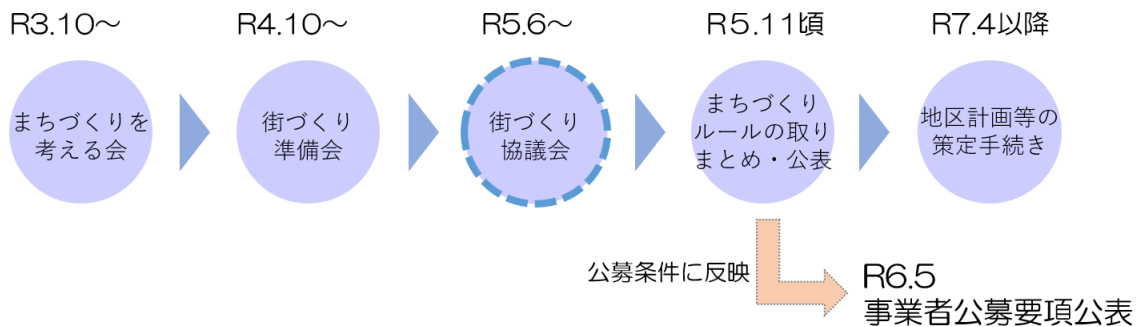 R3.10～
R4.10～
R5.6～
R5.11頃
R7.4以降
まちづくりを
考える会
街づくり
準備会
街づくり
協議会
まちづくり
ルールの取り
まとめ・公表
地区計画等の
策定手続き
公募条件に反映
R6.5
事業者公募要項公表